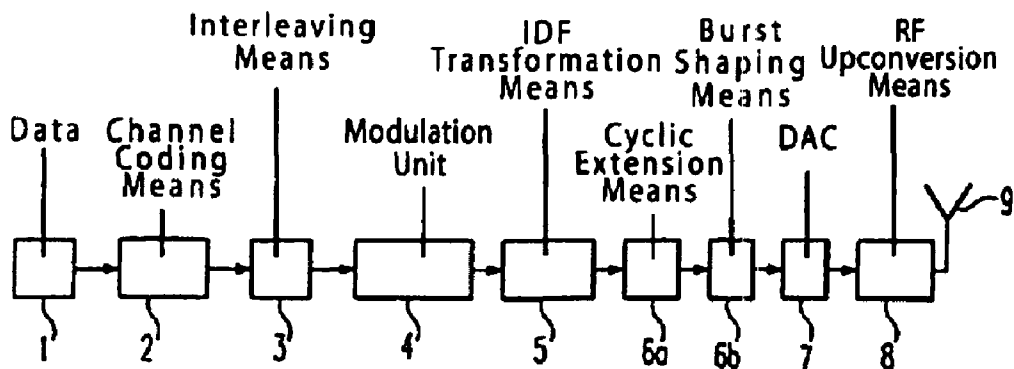 Interleaving
Means
IDF
Transformation
Means
Burst
Shaping
Means
RF
Upconversion
Means
Data
Channel
Coding
Means
Modulation
Unit
Cyclic
Extension
Means
DAC
9
1
2
3
4
5
6a
6b
7
8